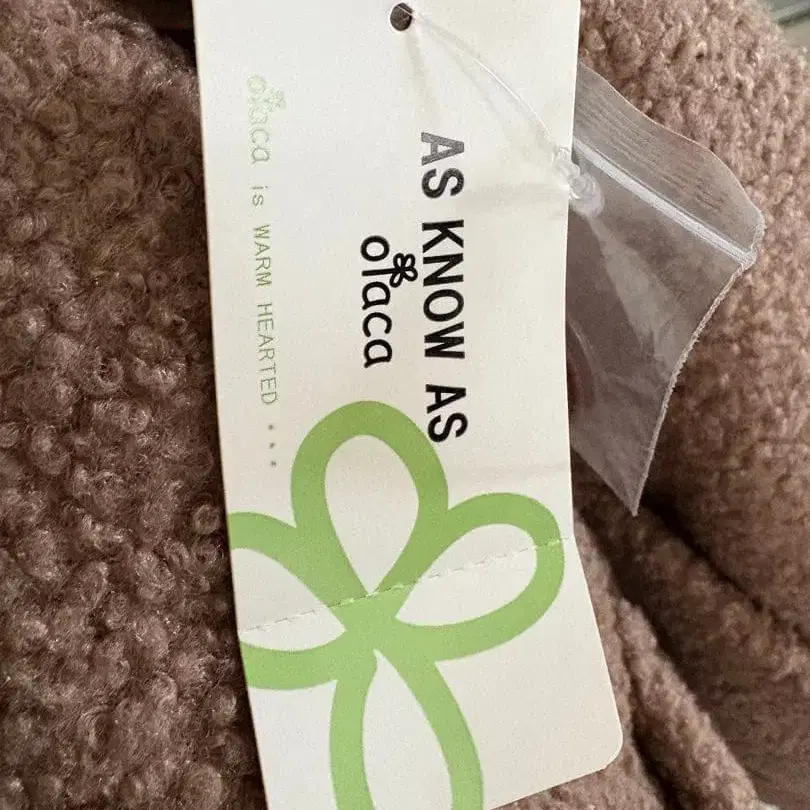 AS KNOW AS
olaca
olaca is WARM HEARTED ...